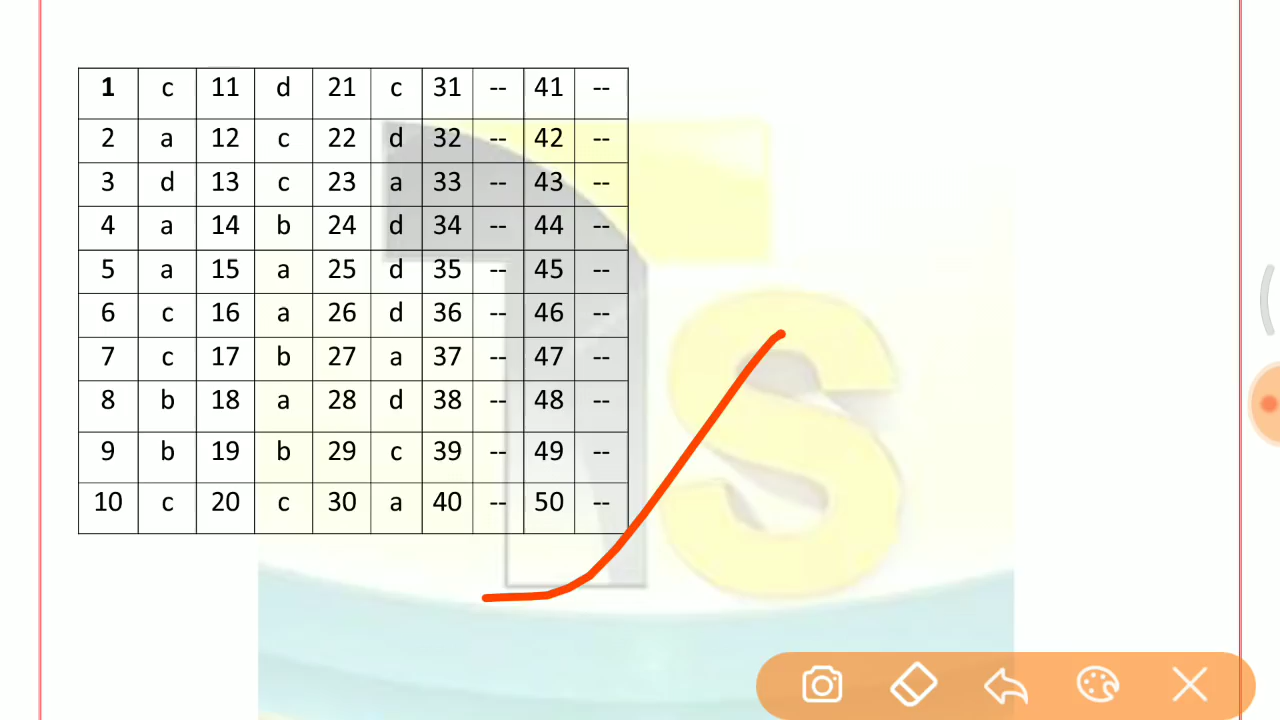 1 c 11 d 21 c 31 -- 41 --
2 a 12 c 22 d 32 -- 42 --
3 d 13 c 23 a 33 -- 43 --
4 a 14 b 24 d 34 -- 44 --
5 a 15 a 25 d 35 -- 45 --
6 c 16 a 26 d 36 -- 46 --
7 c 17 b 27 a 37 -- 47 --
8 b 18 a 28 d 38 -- 48 --
9 b 19 b 29 c 39 -- 49 --
10 c 20 c 30 a 40 -- 50 --
Ts